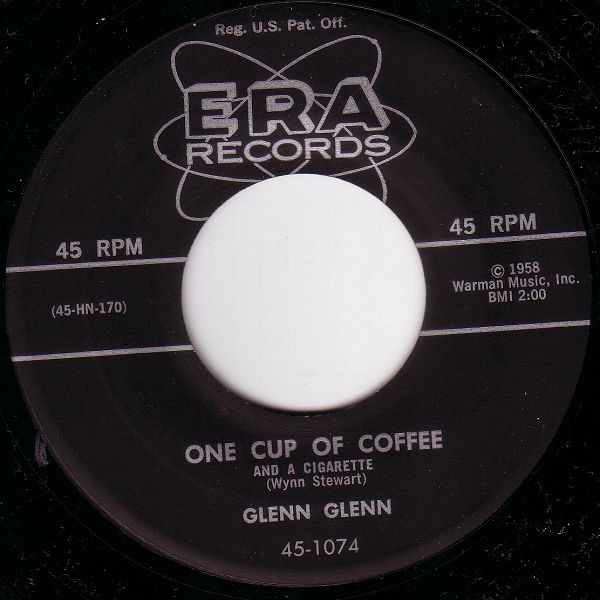 Reg. U.S. Pat. Off.
ERA
RECORDS
45 RPM
45 RPM
(45-HN-170)
© 1958
Warman Music, Inc.
BMI 2:00
ONE CUP OF COFFEE
AND A CIGARETTE
(Wynn Stewart)
GLENN GLENN
45-1074